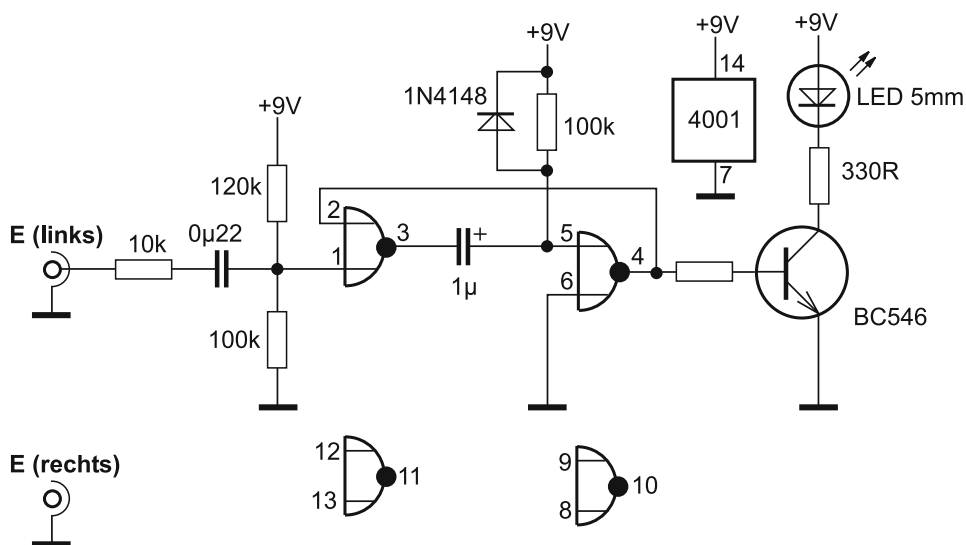 +9V
+9V
+9V
14
1N4148
LED 5mm
+9V
100k
4001
7
330R
120k
2
E (links)
10k
0µ22
3
+
5
4
1
1µ
6
100k
BC546
E (rechts)
12
11
13
9
10
8